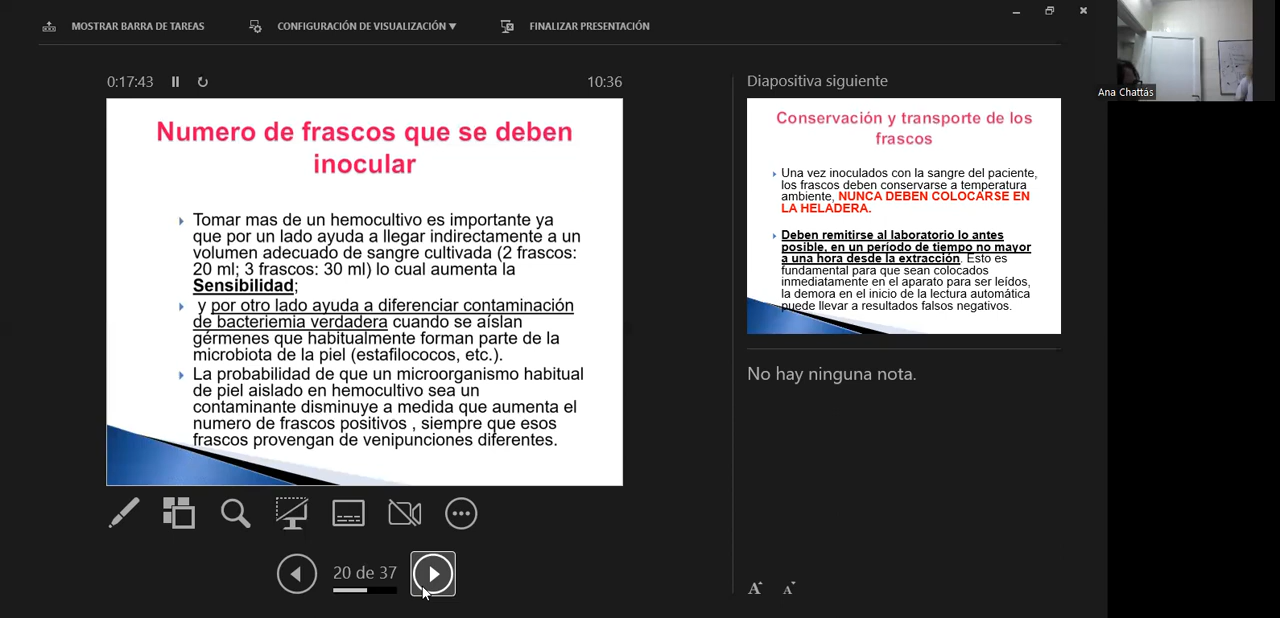 MOSTRAR BARRA DE TAREAS
CONFIGURACIÓN DE VISUALIZACIÓN ▼
FINALIZAR PRESENTACIÓN
0:17:43
10:36
Numero de frascos que se deben
inocular
Tomar mas de un hemocultivo es importante ya
que por un lado ayuda a llegar indirectamente a un
volumen adecuado de sangre cultivada (2 frascos:
20 ml; 3 frascos: 30 ml) lo cual aumenta la
Sensibilidad;
y por otro lado ayuda a diferenciar contaminación
de bacteriemia verdadera cuando se aíslan
gérmenes que habitualmente forman parte de la
microbiota de la piel (estafilococos, etc.).
La probabilidad de que un microorganismo habitual
de piel aislado en hemocultivo sea un
contaminante disminuye a medida que aumenta el
numero de frascos positivos , siempre que esos
frascos provengan de venipunciones diferentes.
20 de 37
Diapositiva siguiente
Conservación y transporte de los
frascos
Una vez inoculados con la sangre del paciente,
los frascos deben conservarse a temperatura
ambiente, NUNCA DEBEN COLOCARSE EN
LA HELADERA.
Deben remitirse al laboratorio lo antes
posible, en un período de tiempo no mayor
a una hora desde la extracción. Esto es
fundamental para que sean colocados
inmediatamente en el aparato para ser leídos,
la demora en el inicio de la lectura automática
puede llevar a resultados falsos negativos.
No hay ninguna nota.
A A
Ana Chattás